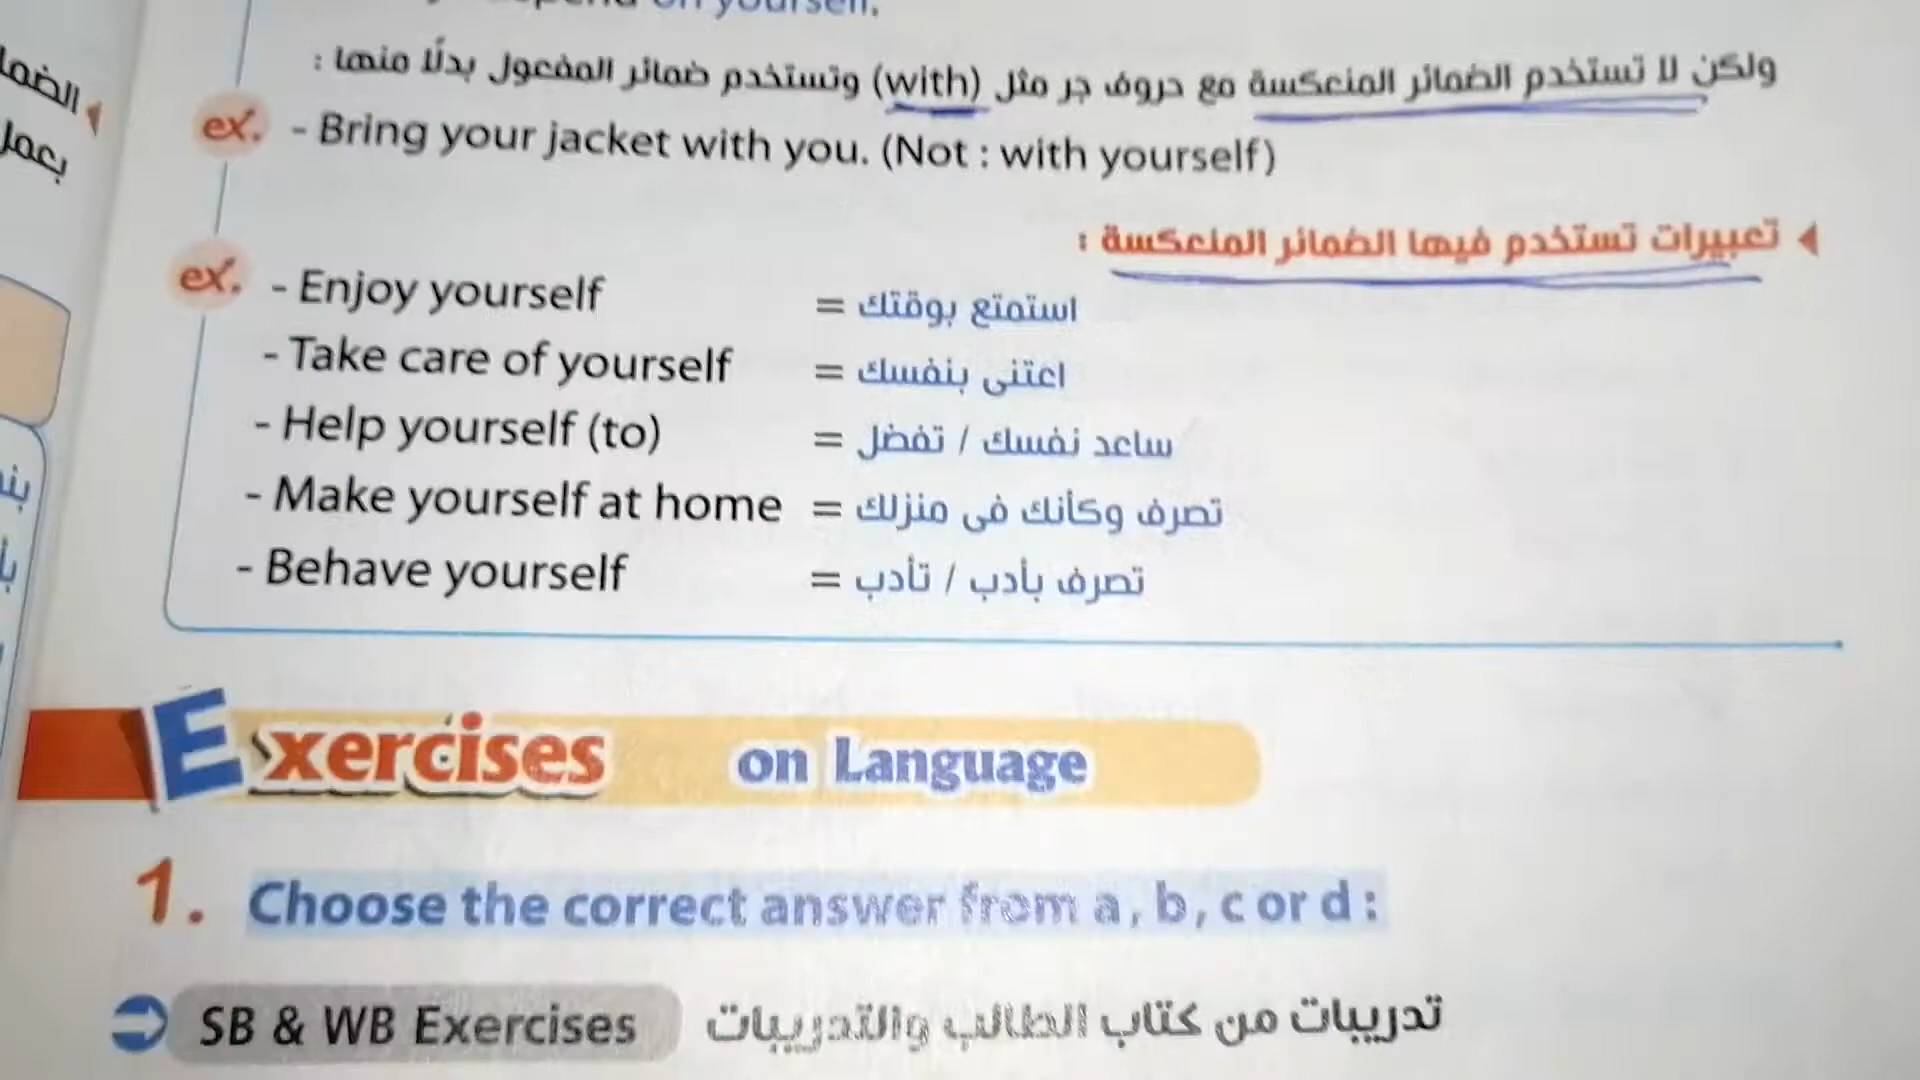 on yourself.
ولكن لا تستخدم الضمائر المنعكسة مع حروف جر مثل (with) وتستخدم ضمائر المفعول بدلًا منها :
ex. - Bring your jacket with you. (Not : with yourself)
تعبيرات تستخدم فيها الضمائر المنعكسة :
ex. - Enjoy yourself = استمتع بوقتك
- Take care of yourself = اعتنى بنفسك
- Help yourself (to) = ساعد نفسك / تفضل
- Make yourself at home = تصرف وكأنك فى منزلك
- Behave yourself = تصرف بأدب / تأدب
Exercises on Language
1. Choose the correct answer from a, b, c or d :
SB & WB Exercises تدريبات من كتاب الطالب والتدريبات